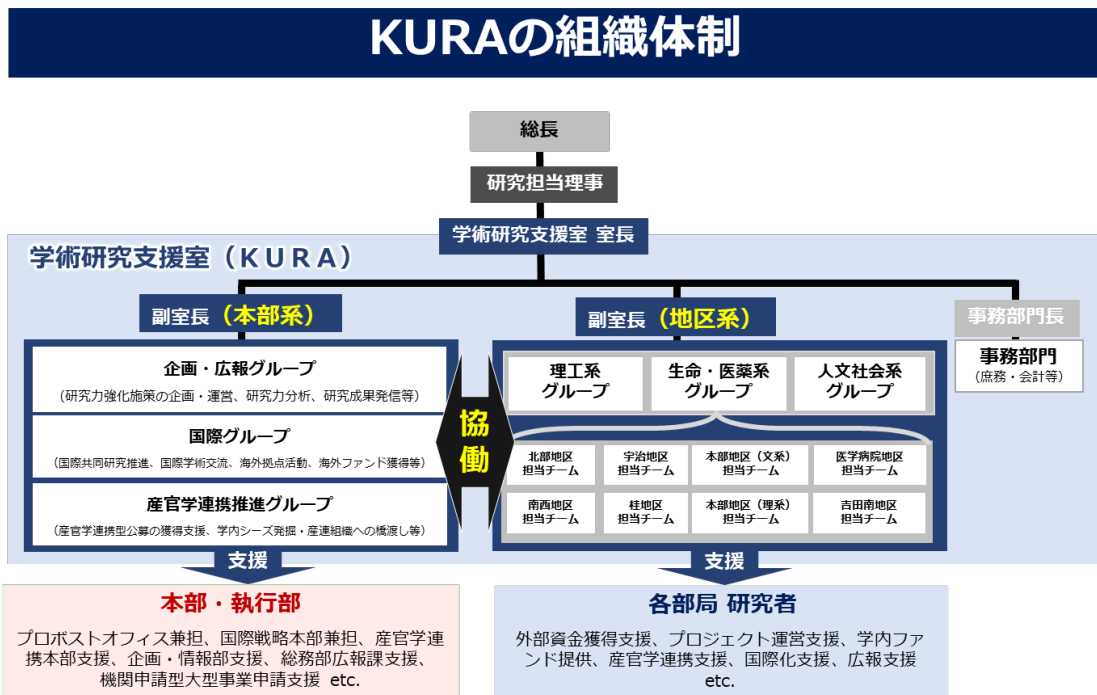 KURAの組織体制
総長
研究担当理事
学術研究支援室 室長
学術研究支援室（ＫＵＲＡ）
副室長（本部系）
副室長（地区系）
事務部門長
企画・広報グループ
(研究力強化施策の企画・運営、研究力分析、研究成果発信等)
国際グループ
(国際共同研究推進、国際学術交流、海外拠点活動、海外ファンド獲得等)
産官学連携推進グループ
(産官学連携型公募の獲得支援、学内シーズ発掘・産連組織への橋渡し等)
協
働
理工系
グループ
生命・医薬系
グループ
人文社会系
グループ
北部地区
担当チーム
宇治地区
担当チーム
本部地区（文系）
担当チーム
医学病院地区
担当チーム
南西地区
担当チーム
桂地区
担当チーム
本部地区（理系）
担当チーム
吉田南地区
担当チーム
事務部門
(庶務・会計等)
支援
支援
本部・執行部
プロボストオフィス兼担、国際戦略本部兼担、産官学連
携本部支援、企画・情報部支援、総務部広報課支援、
機関申請型大型事業申請支援 etc.
各部局 研究者
外部資金獲得支援、プロジェクト運営支援、学内ファ
ンド提供、産官学連携支援、国際化支援、広報支援
etc.